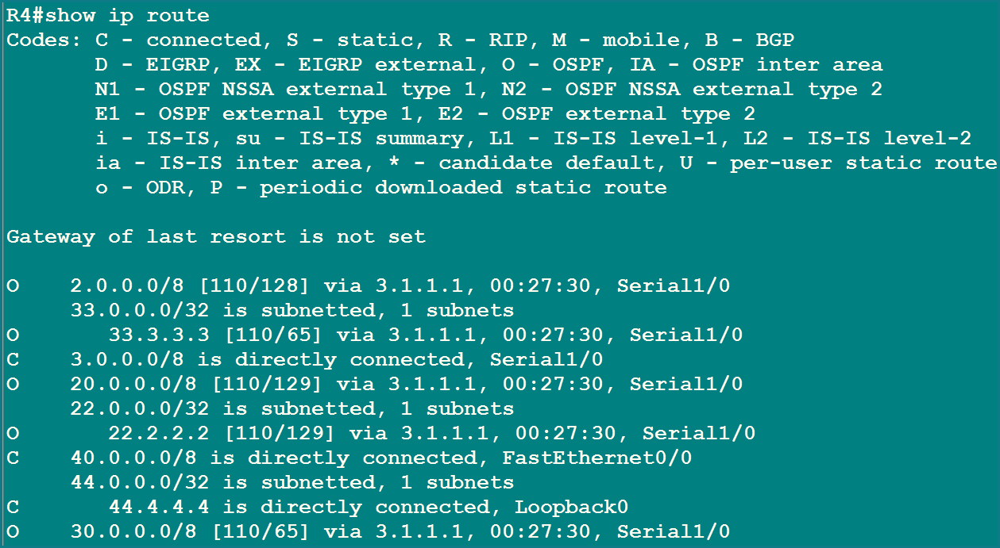 R4#show ip route
Codes: C - connected, S - static, R - RIP, M - mobile, B - BGP
       D - EIGRP, EX - EIGRP external, O - OSPF, IA - OSPF inter area
       N1 - OSPF NSSA external type 1, N2 - OSPF NSSA external type 2
       E1 - OSPF external type 1, E2 - OSPF external type 2
       i - IS-IS, su - IS-IS summary, L1 - IS-IS level-1, L2 - IS-IS level-2
       ia - IS-IS inter area, * - candidate default, U - per-user static route
       o - ODR, P - periodic downloaded static route
Gateway of last resort is not set
O    2.0.0.0/8 [110/128] via 3.1.1.1, 00:27:30, Serial1/0
     33.0.0.0/32 is subnetted, 1 subnets
O       33.3.3.3 [110/65] via 3.1.1.1, 00:27:30, Serial1/0
C    3.0.0.0/8 is directly connected, Serial1/0
O    20.0.0.0/8 [110/129] via 3.1.1.1, 00:27:30, Serial1/0
     22.0.0.0/32 is subnetted, 1 subnets
O       22.2.2.2 [110/129] via 3.1.1.1, 00:27:30, Serial1/0
C    40.0.0.0/8 is directly connected, FastEthernet0/0
     44.0.0.0/32 is subnetted, 1 subnets
C       44.4.4.4 is directly connected, Loopback0
O    30.0.0.0/8 [110/65] via 3.1.1.1, 00:27:30, Serial1/0